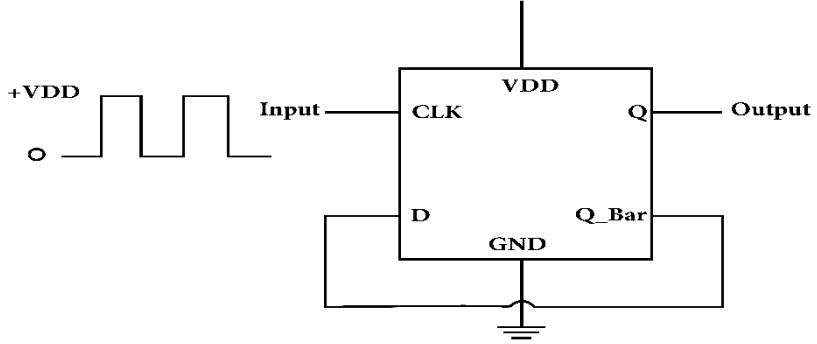 VDD
+VDD
Input
CLK
Q
Output
O
D
Q_Bar
GND